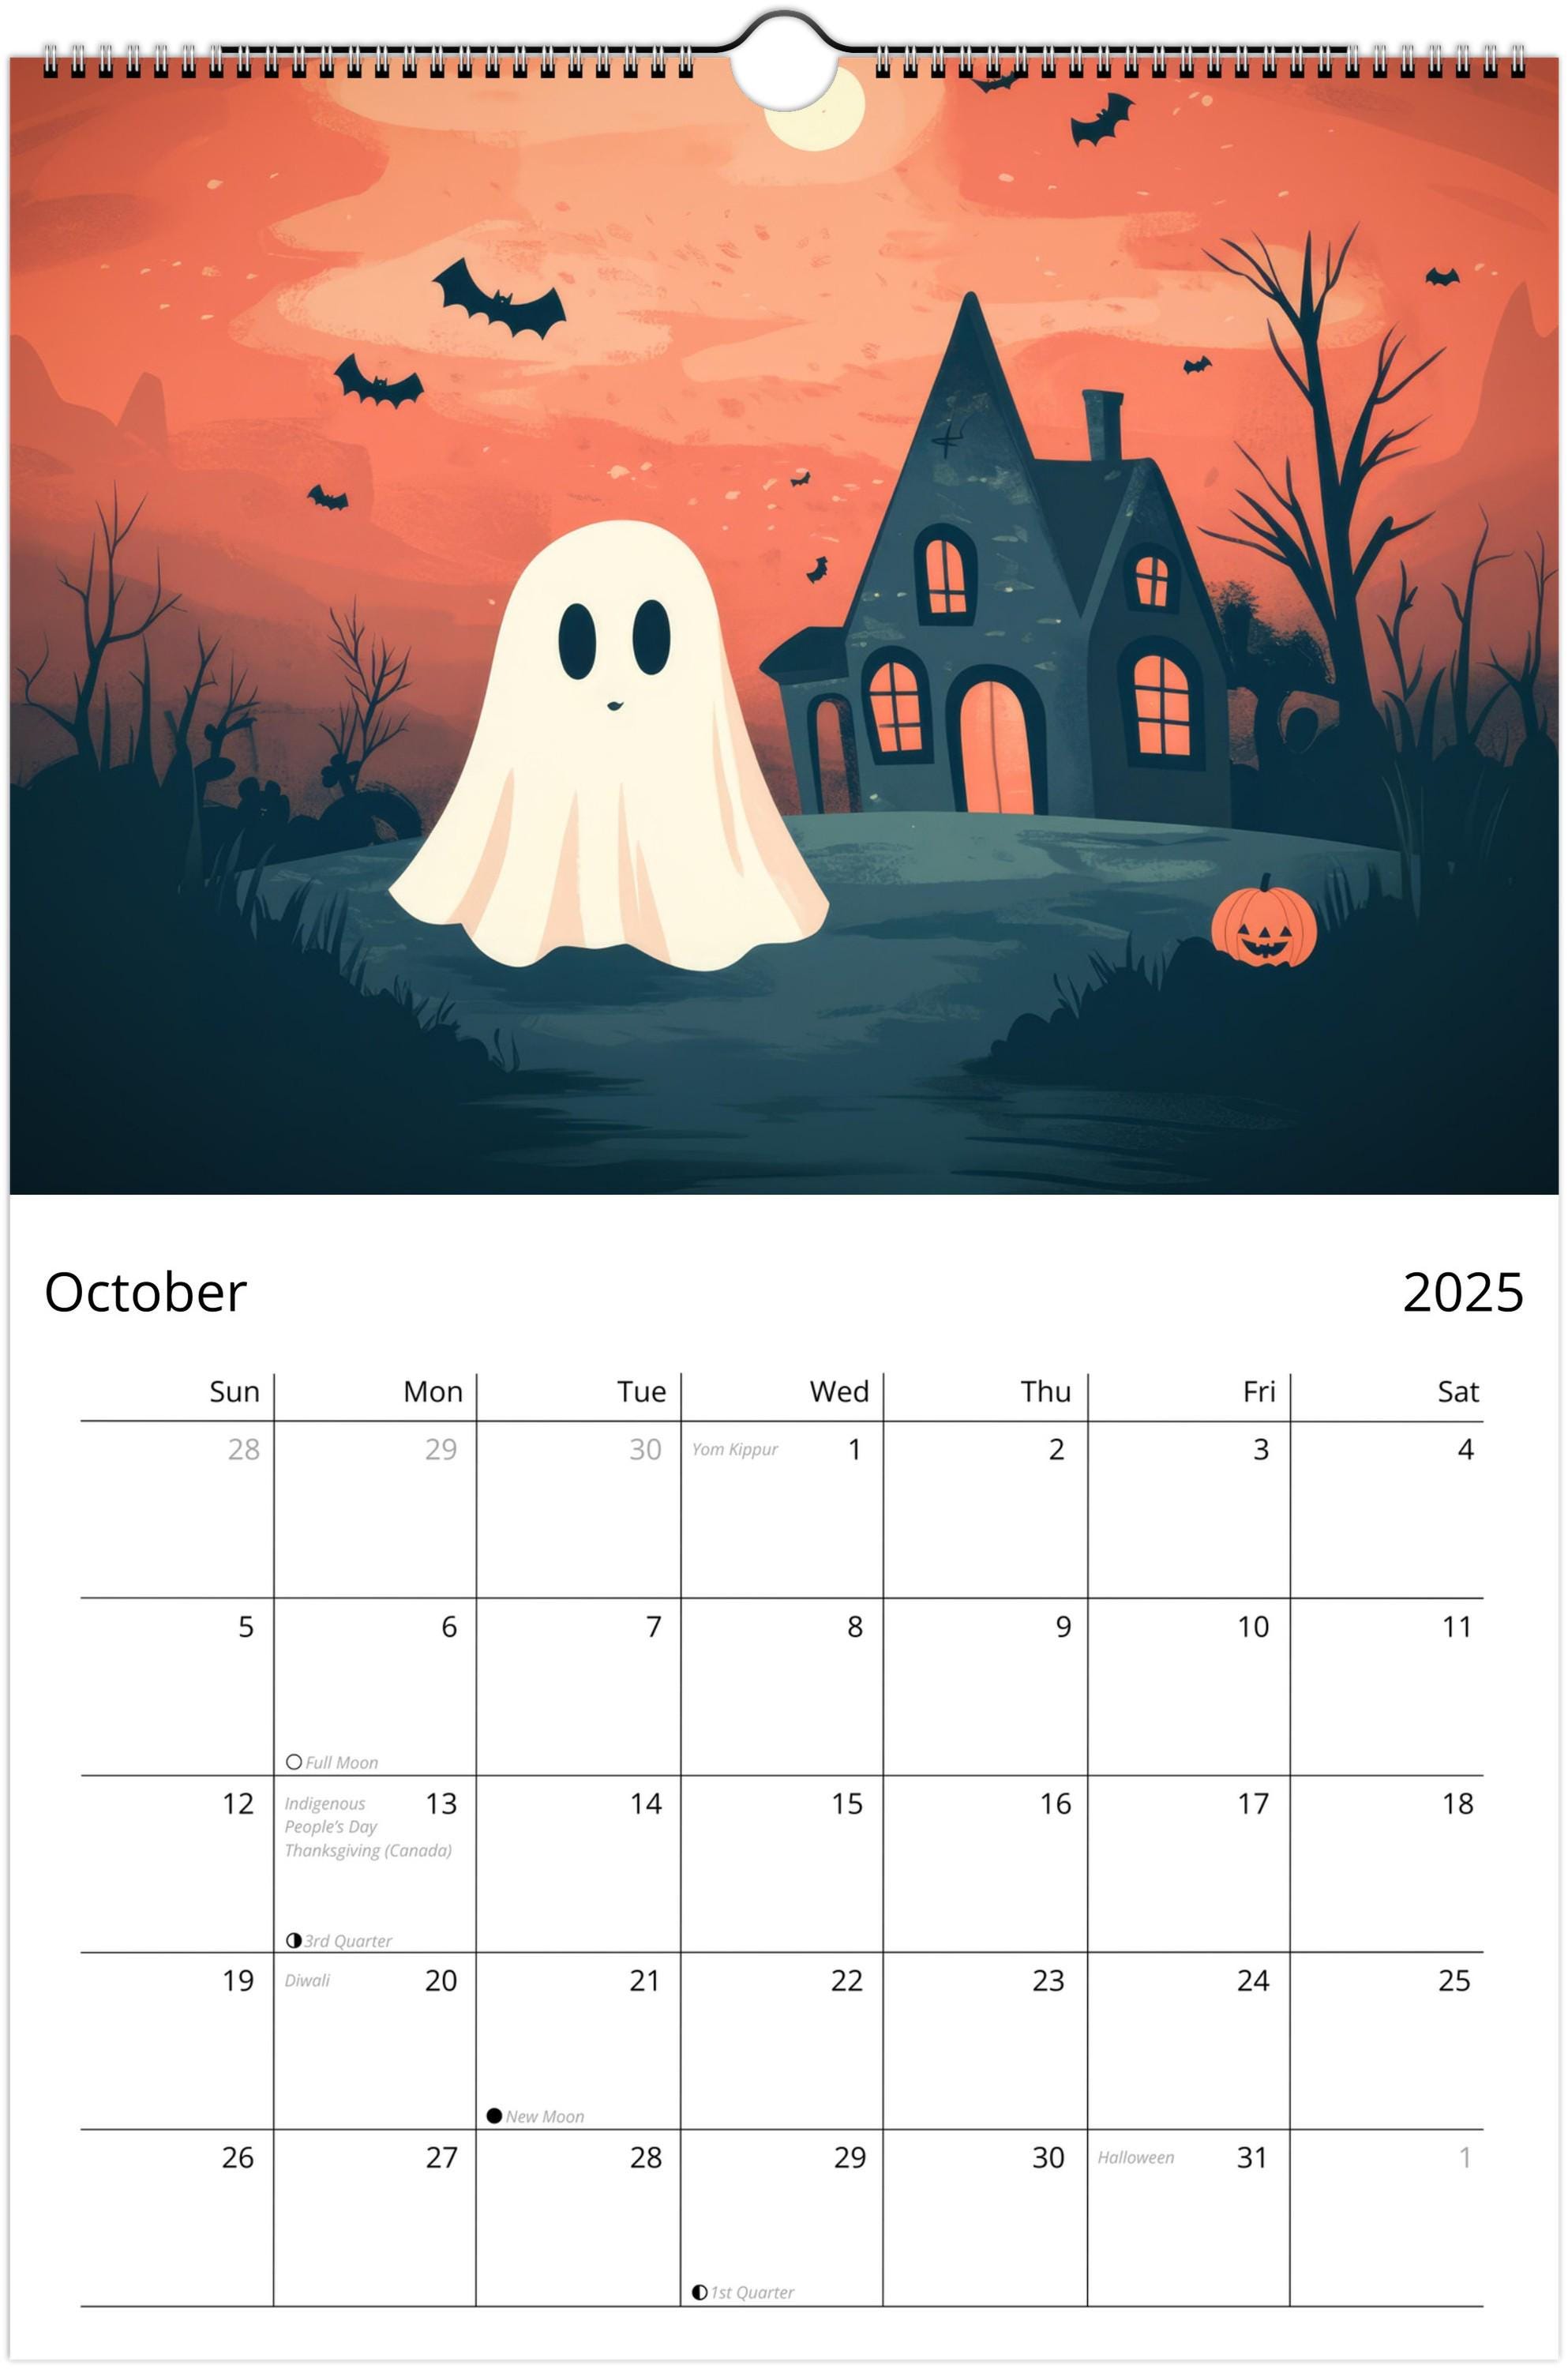 October 2025
Sun Mon Tue Wed Thu Fri Sat
28 29 30 Yom Kippur 1 2 3 4
5 6 7 8 9 10 11
Full Moon
12 Indigenous 13 14 15 16 17 18
People’s Day
Thanksgiving (Canada)
3rd Quarter
19 Diwali 20 21 22 23 24 25
New Moon
26 27 28 29 30 Halloween 31 1
1st Quarter